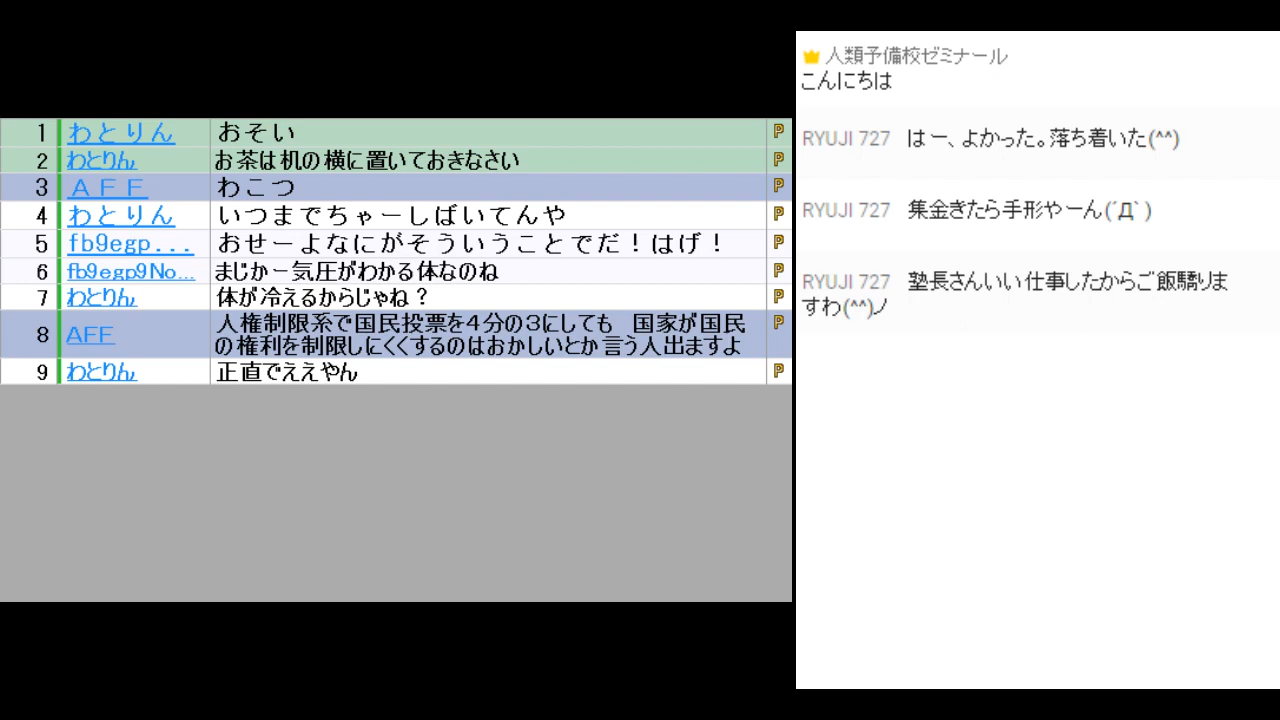 1 わとりん おそい P
2 わとりん お茶は机の横に置いておきなさい P
3 AFF わこつ P
4 わとりん いつまでちゃーしばいてんや P
5 fb9egp... おせーよなにがそういうことでだ！はげ！ P
6 fb9egp9No... まじかー気圧がわかる体なのね P
7 わとりん 体が冷えるからじゃね？ P
8 AFF 人権制限系で国民投票を4分の3にしても　国家が国民 P
の権利を制限しにくくするのはおかしいとか言う人出ますよ
9 わとりん 正直でええやん P
人類予備校ゼミナール
こんにちは
RYUJI 727 はー、よかった。落ち着いた(^^)
RYUJI 727 集金きたら手形やーん(´Д` )
RYUJI 727 塾長さんいい仕事したからご飯驕りま
すわ(^^)ノ